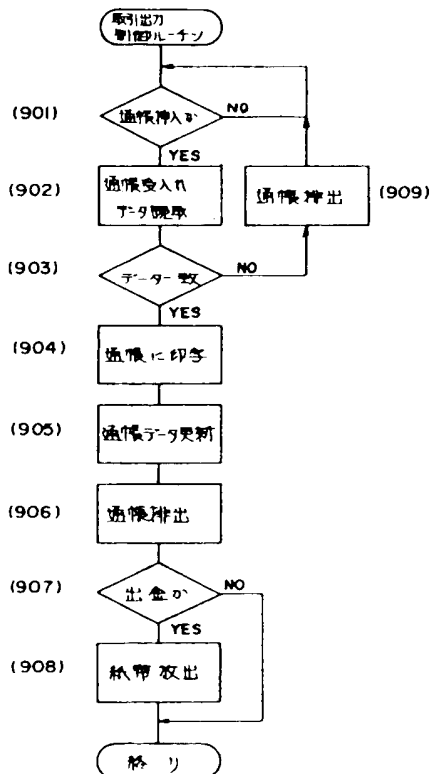 取引出力
制御ルーチン
(901)
通帳挿入か
NO
YES
(902)
通帳受入れ
データ読取
通帳排出
(909)
(903)
データ一致
NO
YES
(904)
通帳に印字
(905)
通帳データ更新
(906)
通帳排出
(907)
出金か
NO
YES
(908)
紙幣放出
終り